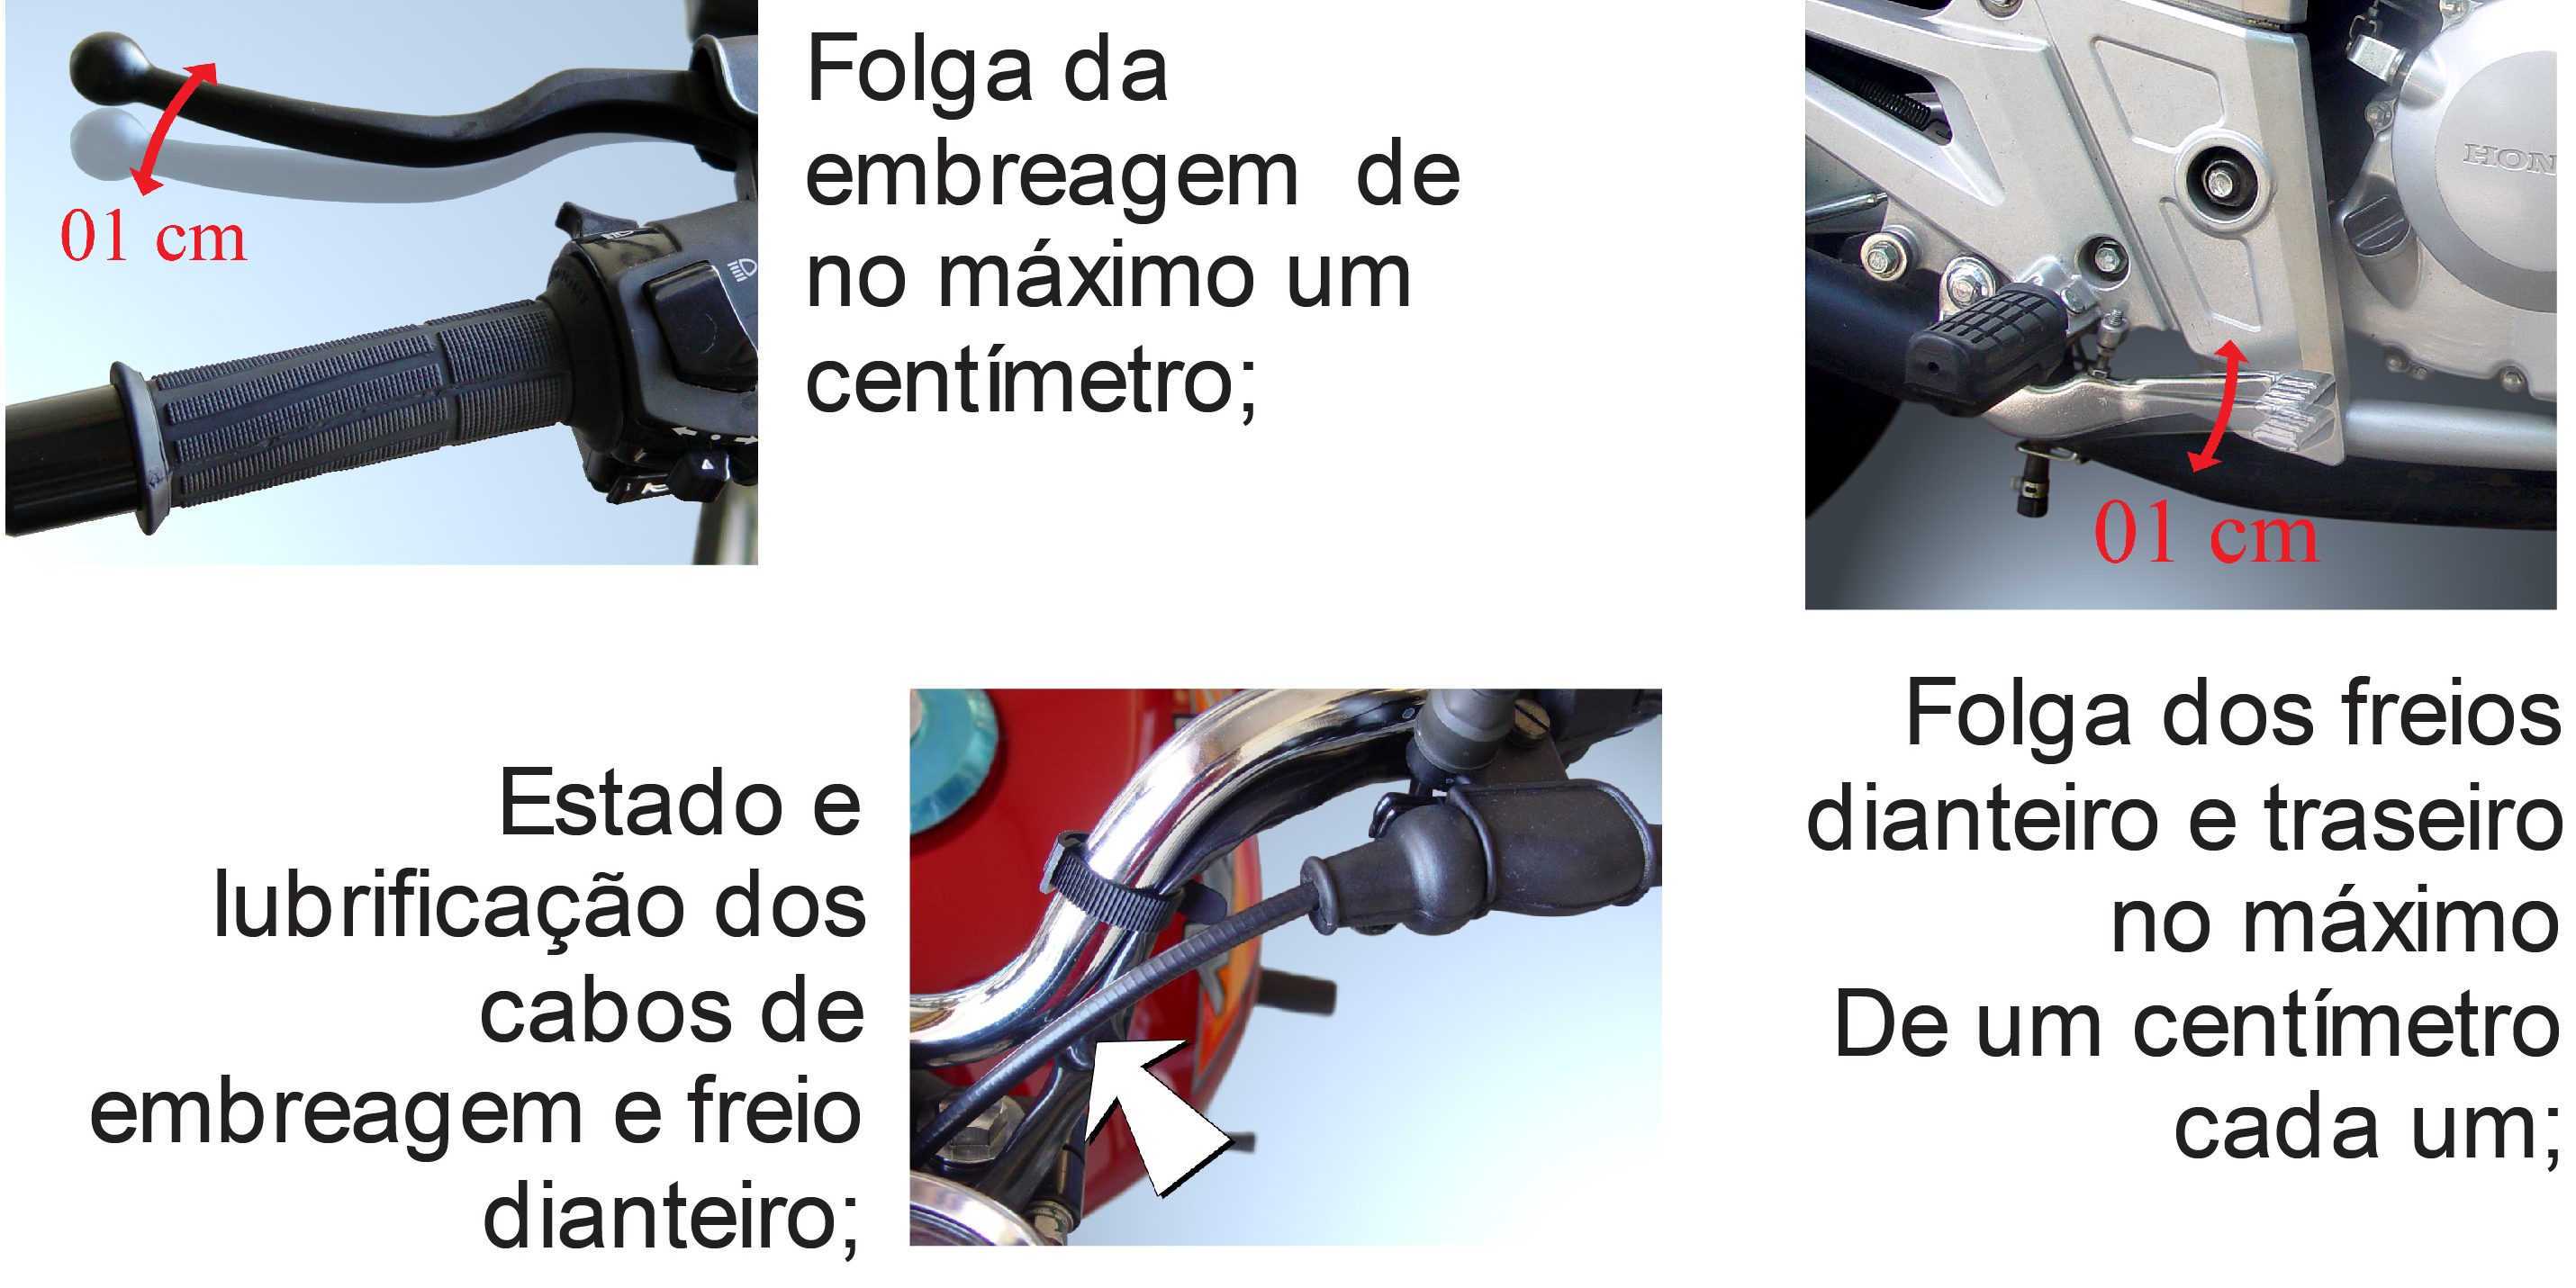 01 cm
Folga da
embreagem de
no máximo um
centímetro;
HON
01 cm
Estado e
lubrificação dos
cabos de
embreagem e freio
dianteiro;
Folga dos freios
dianteiro e traseiro
no máximo
De um centímetro
cada um;